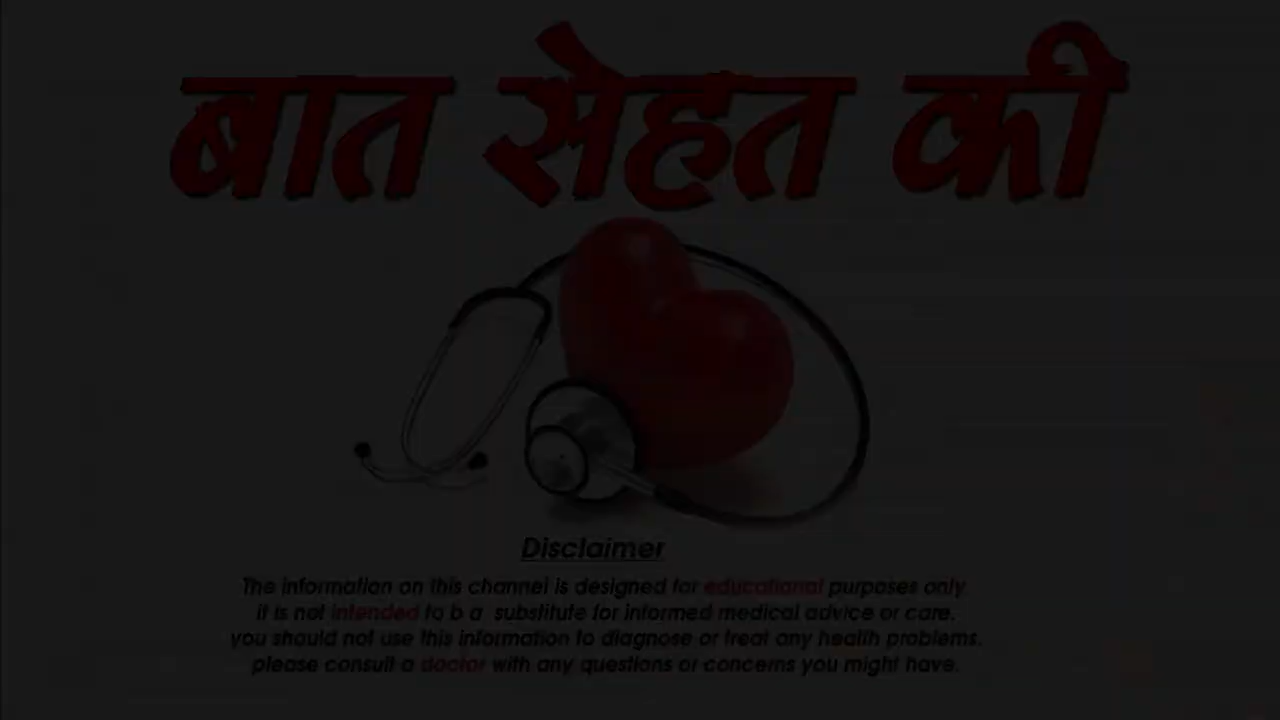 बात सेहत की
Disclaimer
The information on this channel is designed for educational purposes only
it is not intended to b a substitute for informed medical advice or care.
you should not use this information to diagnose or treat any health problems.
please consult a doctor with any questions or concerns you might have.